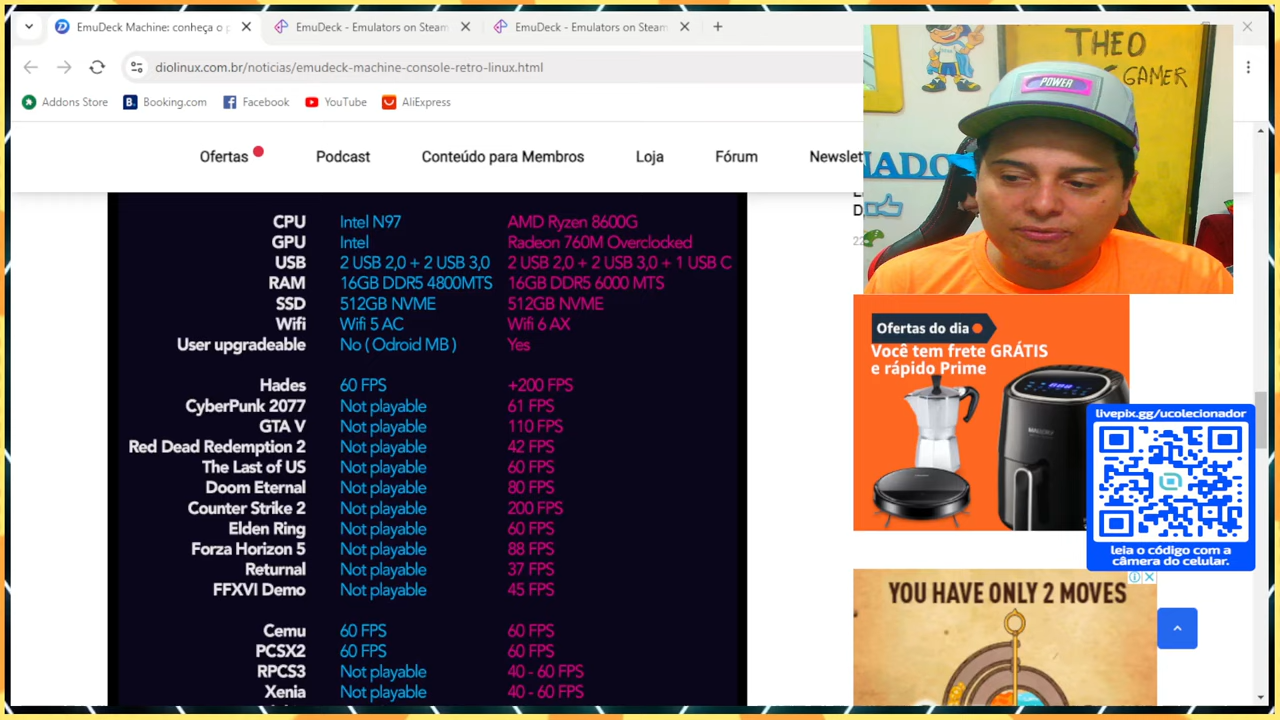 EmuDeck Machine: conheça o p
EmuDeck - Emulators on Steam
EmuDeck - Emulators on Steam
diolinux.com.br/noticias/emudeck-machine-console-retro-linux.html
Addons Store
Booking.com
Facebook
YouTube
AliExpress
Ofertas
Podcast
Conteúdo para Membros
Loja
Fórum
Newslet
THEO
GAMER
POWER
CPU Intel N97 AMD Ryzen 8600G
GPU Intel Radeon 760M Overclocked
USB 2 USB 2,0 + 2 USB 3,0 2 USB 2,0 + 2 USB 3,0 + 1 USB C
RAM 16GB DDR5 4800MTS 16GB DDR5 6000 MTS
SSD 512GB NVME 512GB NVME
Wifi Wifi 5 AC Wifi 6 AX
User upgradeable No ( Odroid MB ) Yes
Hades 60 FPS +200 FPS
CyberPunk 2077 Not playable 61 FPS
GTA V Not playable 110 FPS
Red Dead Redemption 2 Not playable 42 FPS
The Last of US Not playable 60 FPS
Doom Eternal Not playable 80 FPS
Counter Strike 2 Not playable 200 FPS
Elden Ring Not playable 60 FPS
Forza Horizon 5 Not playable 88 FPS
Returnal Not playable 37 FPS
FFXVI Demo Not playable 45 FPS
Cemu 60 FPS 60 FPS
PCSX2 60 FPS 60 FPS
RPCS3 Not playable 40 - 60 FPS
Xenia Not playable 40 - 60 FPS
Ofertas do dia
Você tem frete GRÁTIS
e rápido Prime
livepix.gg/ucolecionador
leia o código com a
câmera do celular.
YOU HAVE ONLY 2 MOVES